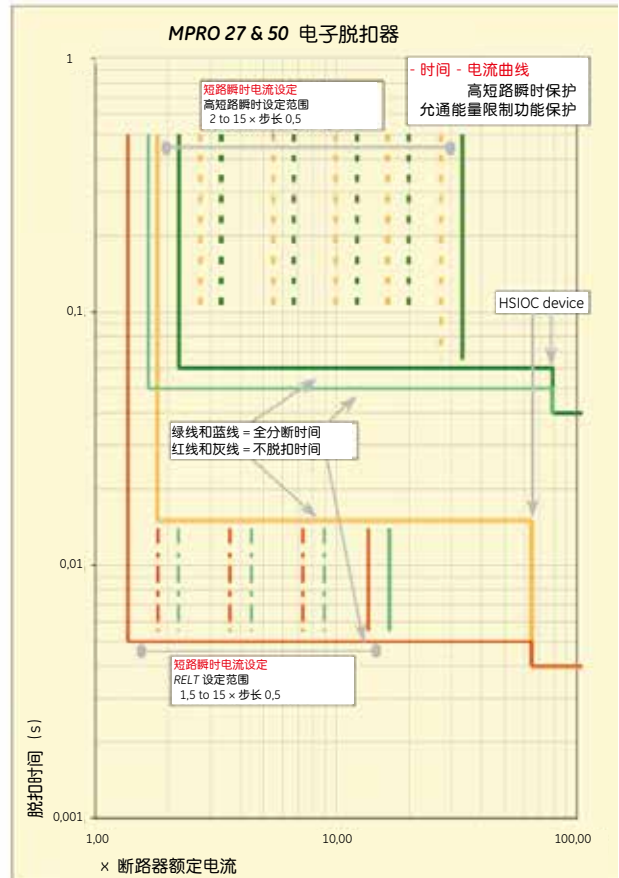 MPRO 27 & 50 电子脱扣器
1
短路瞬时电流设定
高短路瞬时设定范围
2 to 15 × 步长 0,5
- 时间 - 电流曲线
高短路瞬时保护
允通能量限制功能保护
HSIOC device
0,1.
绿线和蓝线 = 全分断时间
红线和灰线 = 不脱扣时间
0,01
短路瞬时电流设定
RELT 设定范围
1,5 to 15 × 步长 0,5
脱扣时间 (s)
0,001
1,00
10,00
100,00
× 断路器额定电流